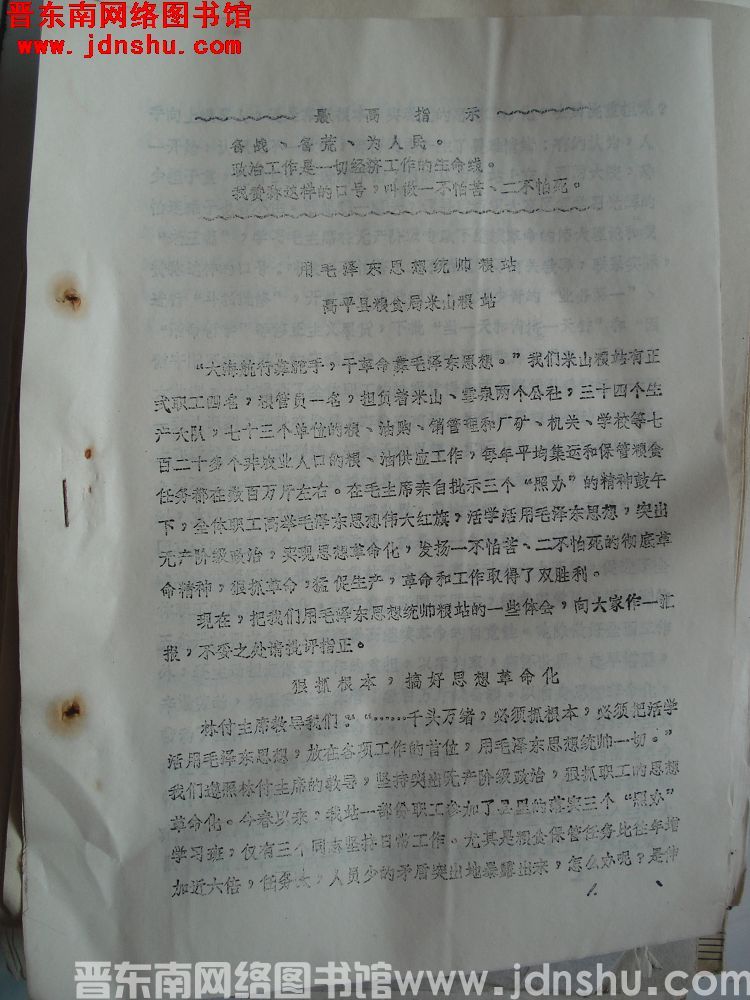 晋东南网络图书馆
www.jdnshu.com
最高指示
备战、备荒、为人民。
政治工作是一切经济工作的生命线。
我赞称这样的口号，叫做一不怕苦、二不怕死。
用毛泽东思想统帅粮站
高平县粮食局米山粮站
“大海航行靠舵手，干革命靠毛泽东思想。”我们米山粮站有正
式职工四名，粮管员一名，担负着米山、云泉两个公社，三十四个生
产大队，七十三个单位的粮、油购、销管理和厂矿、机关、学校等七
百二十多个非农业人口的粮、油供应工作，每年平均集运和保管粮食
任务都在数百万斤左右。在毛主席亲自批示三个“照办”的精神鼓午
下，全体职工高举毛泽东思想伟大红旗，活学活用毛泽东思想，突出
无产阶级政治，实现思想革命化，发扬一不怕苦、二不怕死的彻底革
命精神，狠抓革命，猛促生产，革命和工作取得了双胜利。
现在，把我们用毛泽东思想统帅粮站的一些体会，向大家作一汇
报，不妥之处请批评指正。
狠抓根本，搞好思想革命化
林付主席教导我们：“……千头万绪，必须抓根本，必须把活学
活用毛泽东思想，放在各项工作的首位，用毛泽东思想统帅一切。”
我们遵照林付主席的教导，坚持突出无产阶级政治，狠抓职工的思想
革命化。今春以来，我站一部份职工参加了县里的落实三个“照办”
学习班，仅有三个同志坚持日常工作。尤其是粮食保管任务比往年增
加近六倍，任务大，人员少的矛盾突出地暴露出来，怎么办呢？是伸
1.
晋东南网络图书馆www.jdnshu.com